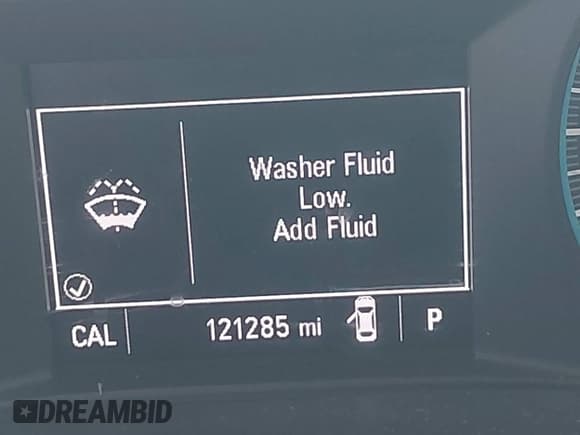 Washer Fluid
Low.
Add Fluid
CAL 121285 mi P
DREAMBID